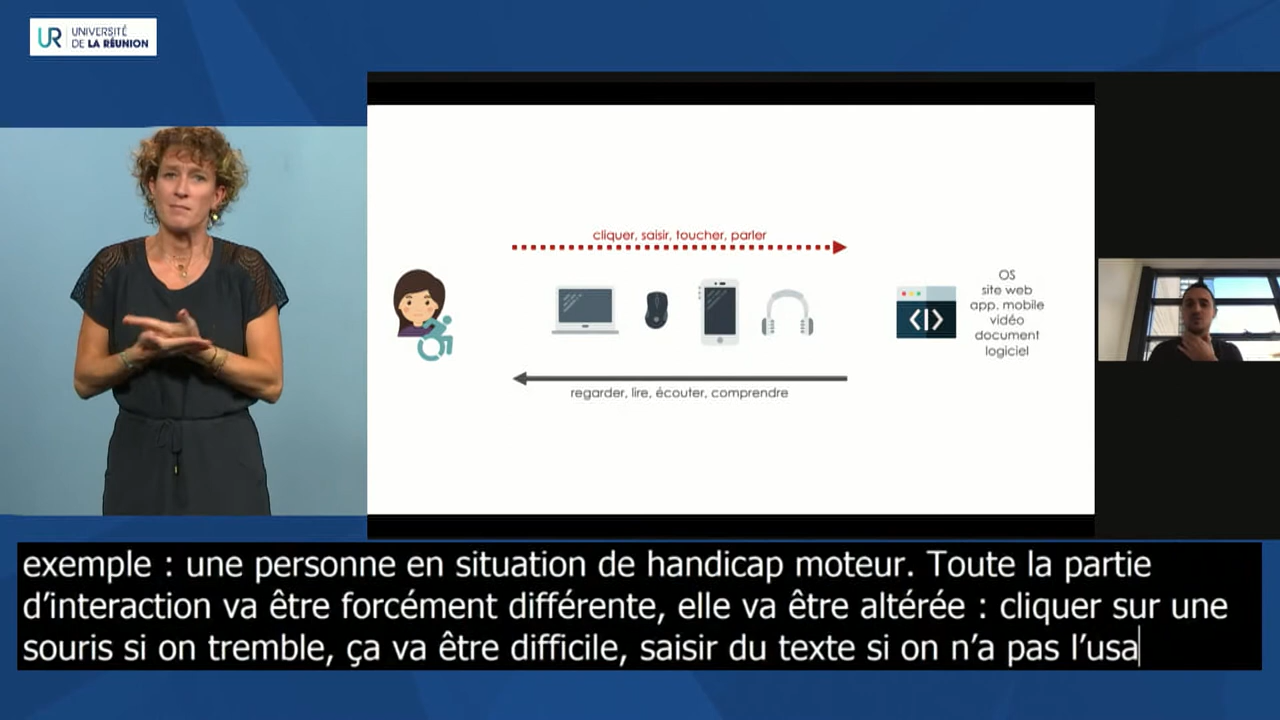 UR UNIVERSITÉ
DE LA RÉUNION
cliquer, saisir, toucher, parler
OS
site web
app. mobile
vidéo
document
logiciel
regarder, lire, écouter, comprendre
exemple : une personne en situation de handicap moteur. Toute la partie
d’interaction va être forcément différente, elle va être altérée : cliquer sur une
souris si on tremble, ça va être difficile, saisir du texte si on n’a pas l’usa